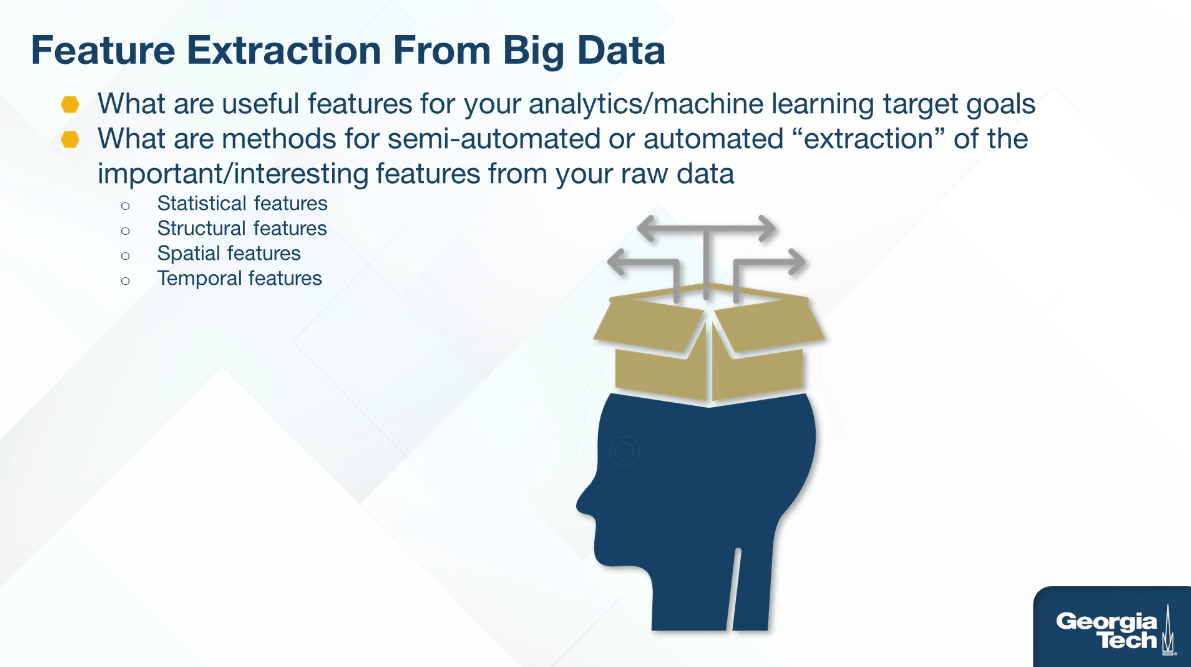 Feature Extraction From Big Data
What are useful features for your analytics/machine learning target goals
What are methods for semi-automated or automated “extraction” of the
important/interesting features from your raw data
Statistical features
Structural features
Spatial features
Temporal features
Georgia
Tech